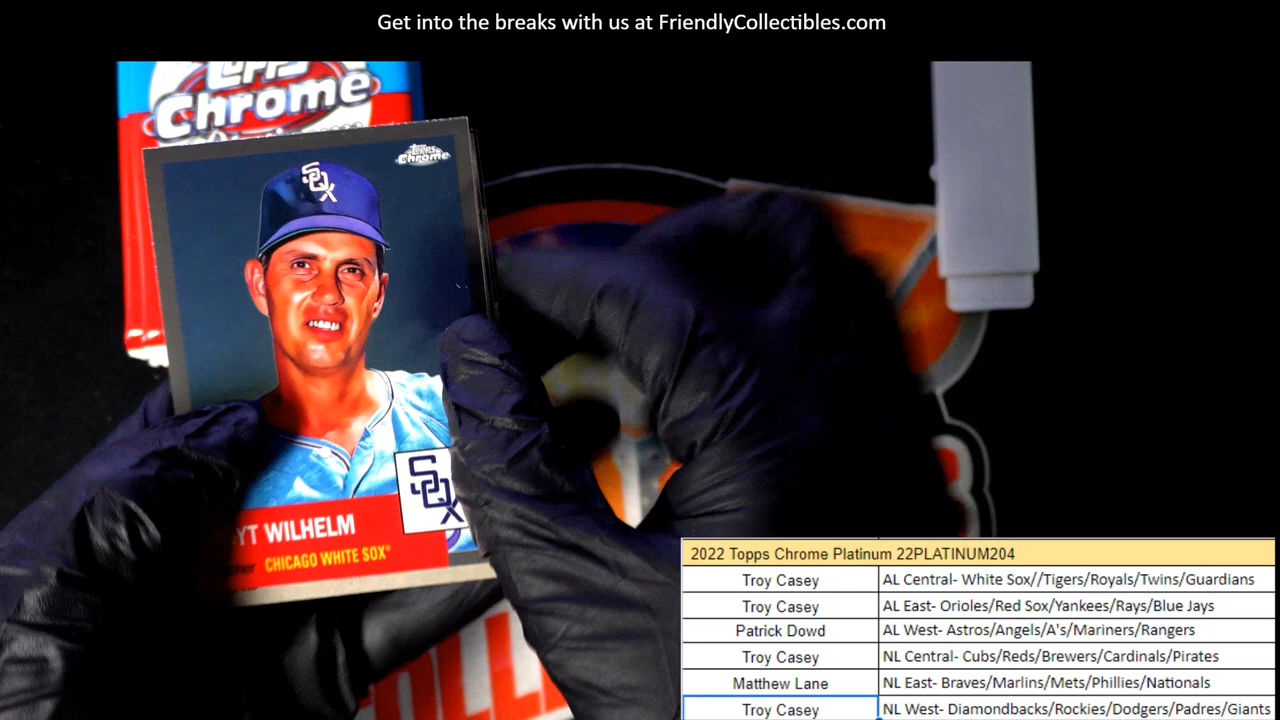 Get into the breaks with us at FriendlyCollectibles.com
Topps
Chrome
Topps
Chrome
SOX
SOX
YT WILHELM
CHICAGO WHITE SOX
2022 Topps Chrome Platinum 22PLATINUM204
Troy Casey AL Central- White Sox//Tigers/Royals/Twins/Guardians
Troy Casey AL East- Orioles/Red Sox/Yankees/Rays/Blue Jays
Patrick Dowd AL West- Astros/Angels/A's/Mariners/Rangers
Troy Casey NL Central- Cubs/Reds/Brewers/Cardinals/Pirates
Matthew Lane NL East- Braves/Marlins/Mets/Phillies/Nationals
Troy Casey NL West- Diamondbacks/Rockies/Dodgers/Padres/Giants